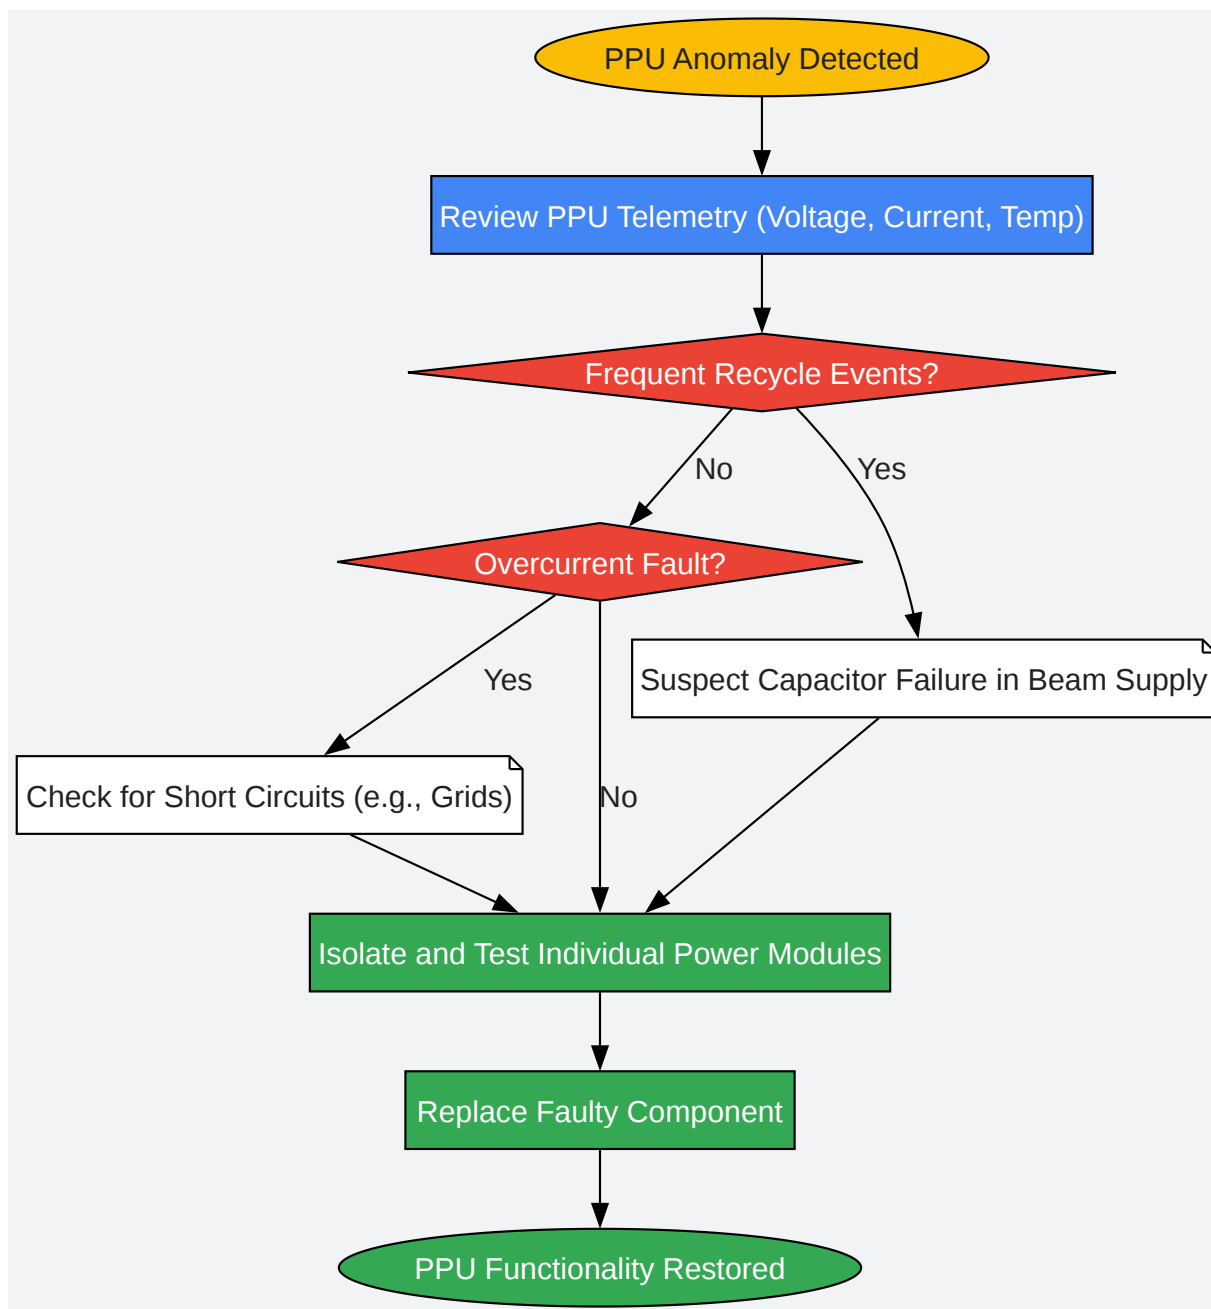 PPU Anomaly Detected
Review PPU Telemetry (Voltage, Current, Temp)
Frequent Recycle Events?
No
Yes
Overcurrent Fault?
Yes
Suspect Capacitor Failure in Beam Supply
Check for Short Circuits (e.g., Grids)
No
Isolate and Test Individual Power Modules
Replace Faulty Component
PPU Functionality Restored